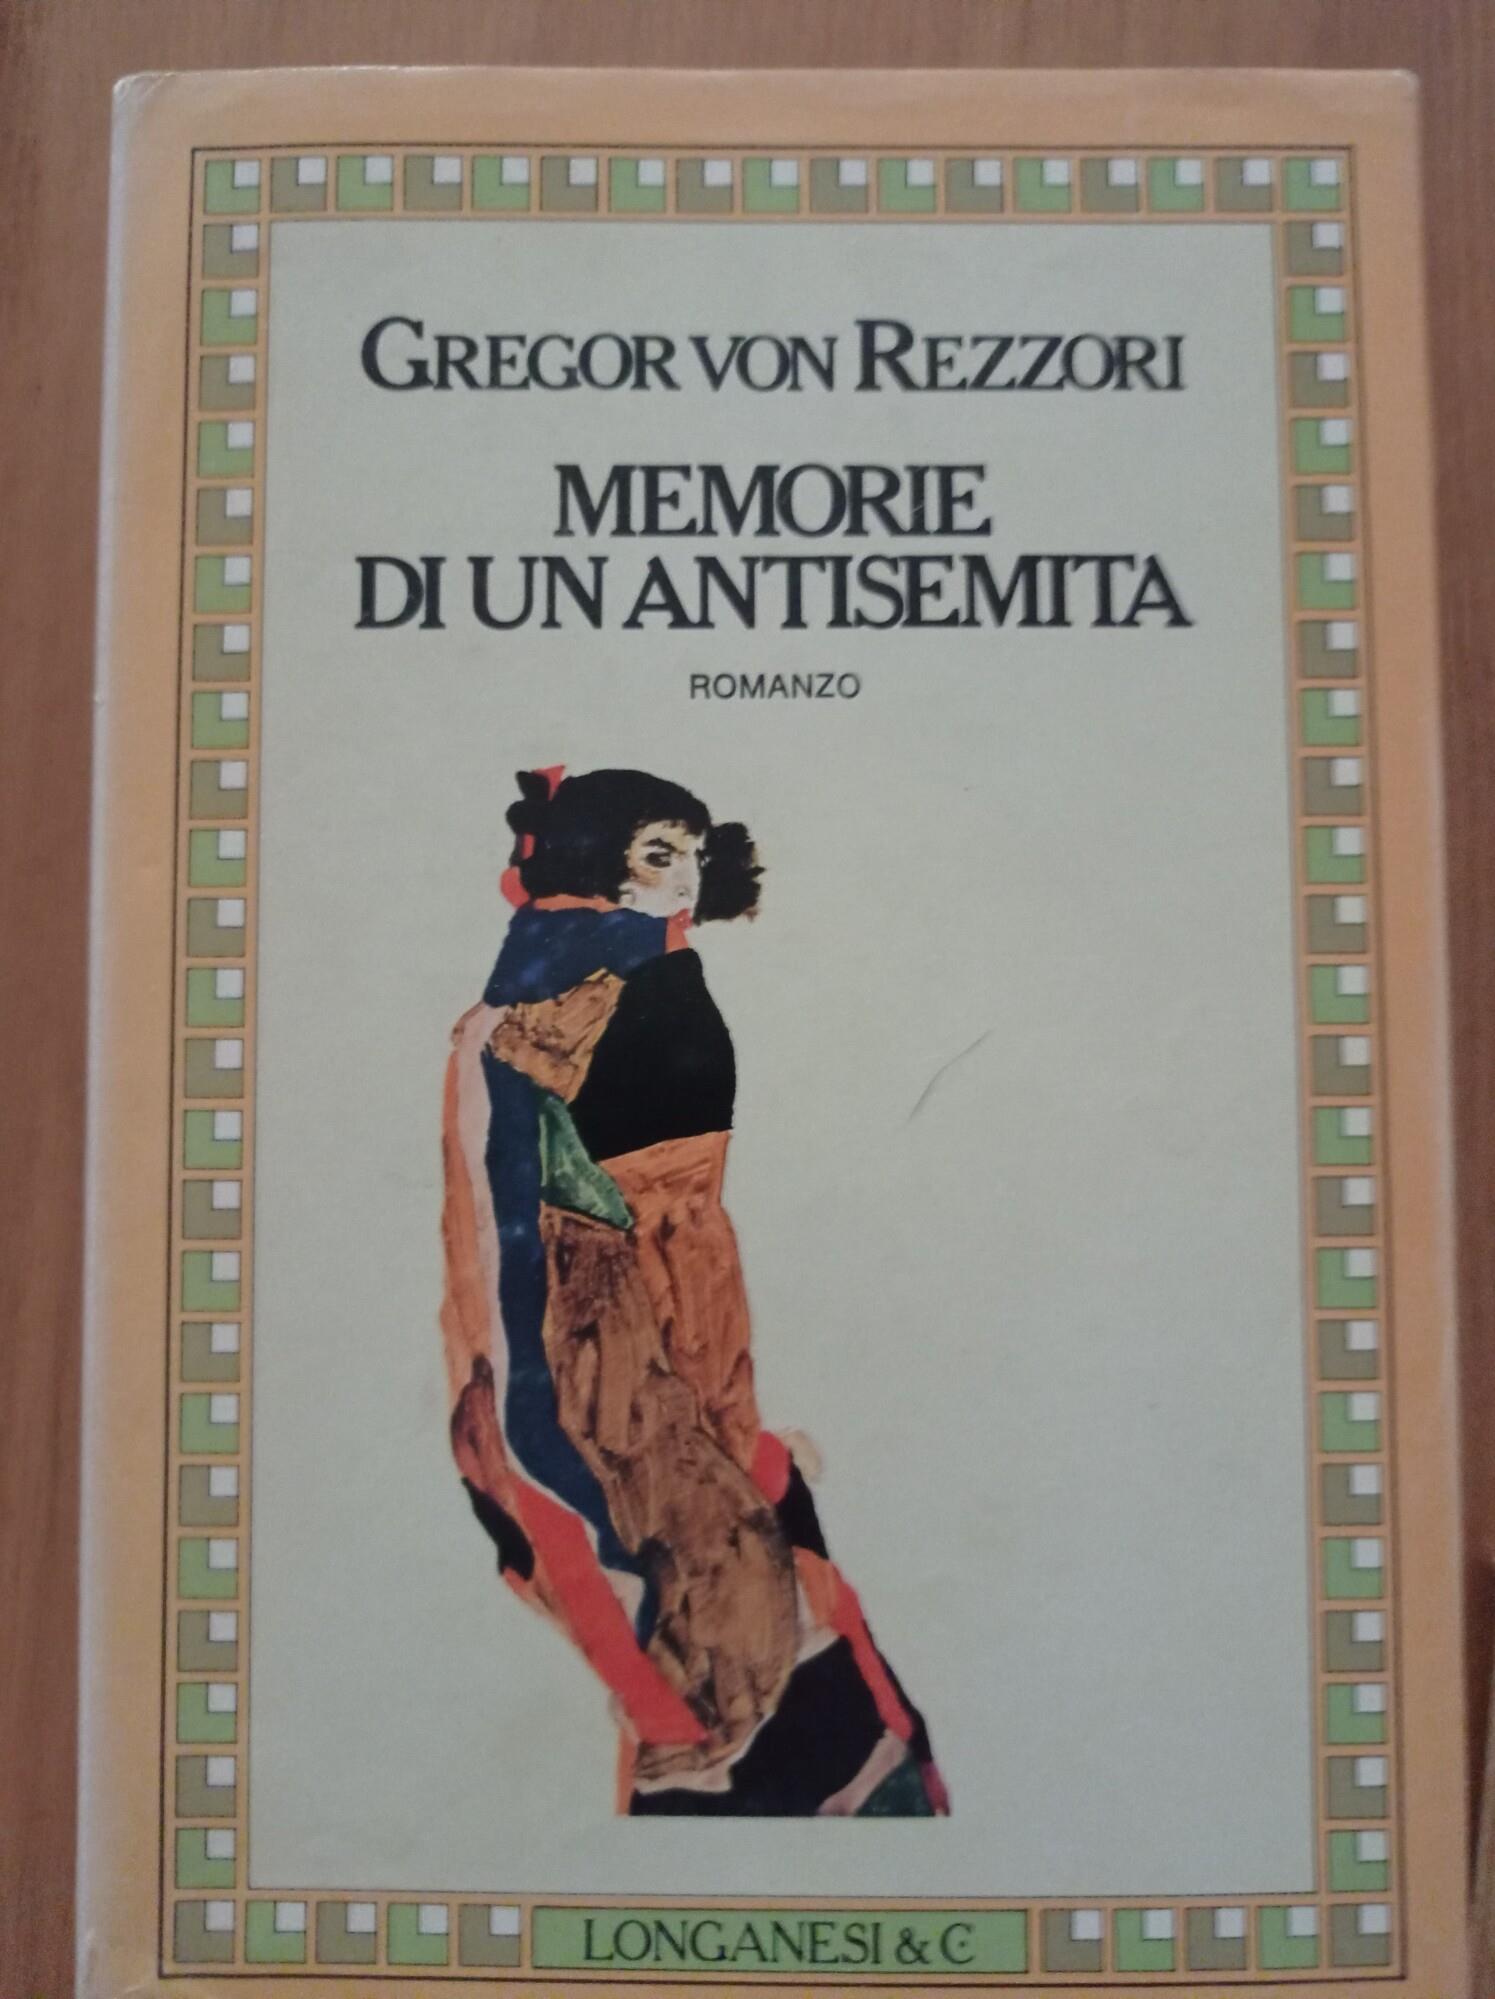 GREGOR VON REZZORI
MEMORIE
DI UN ANTISEMITA
ROMANZO
LONGANESI & C.